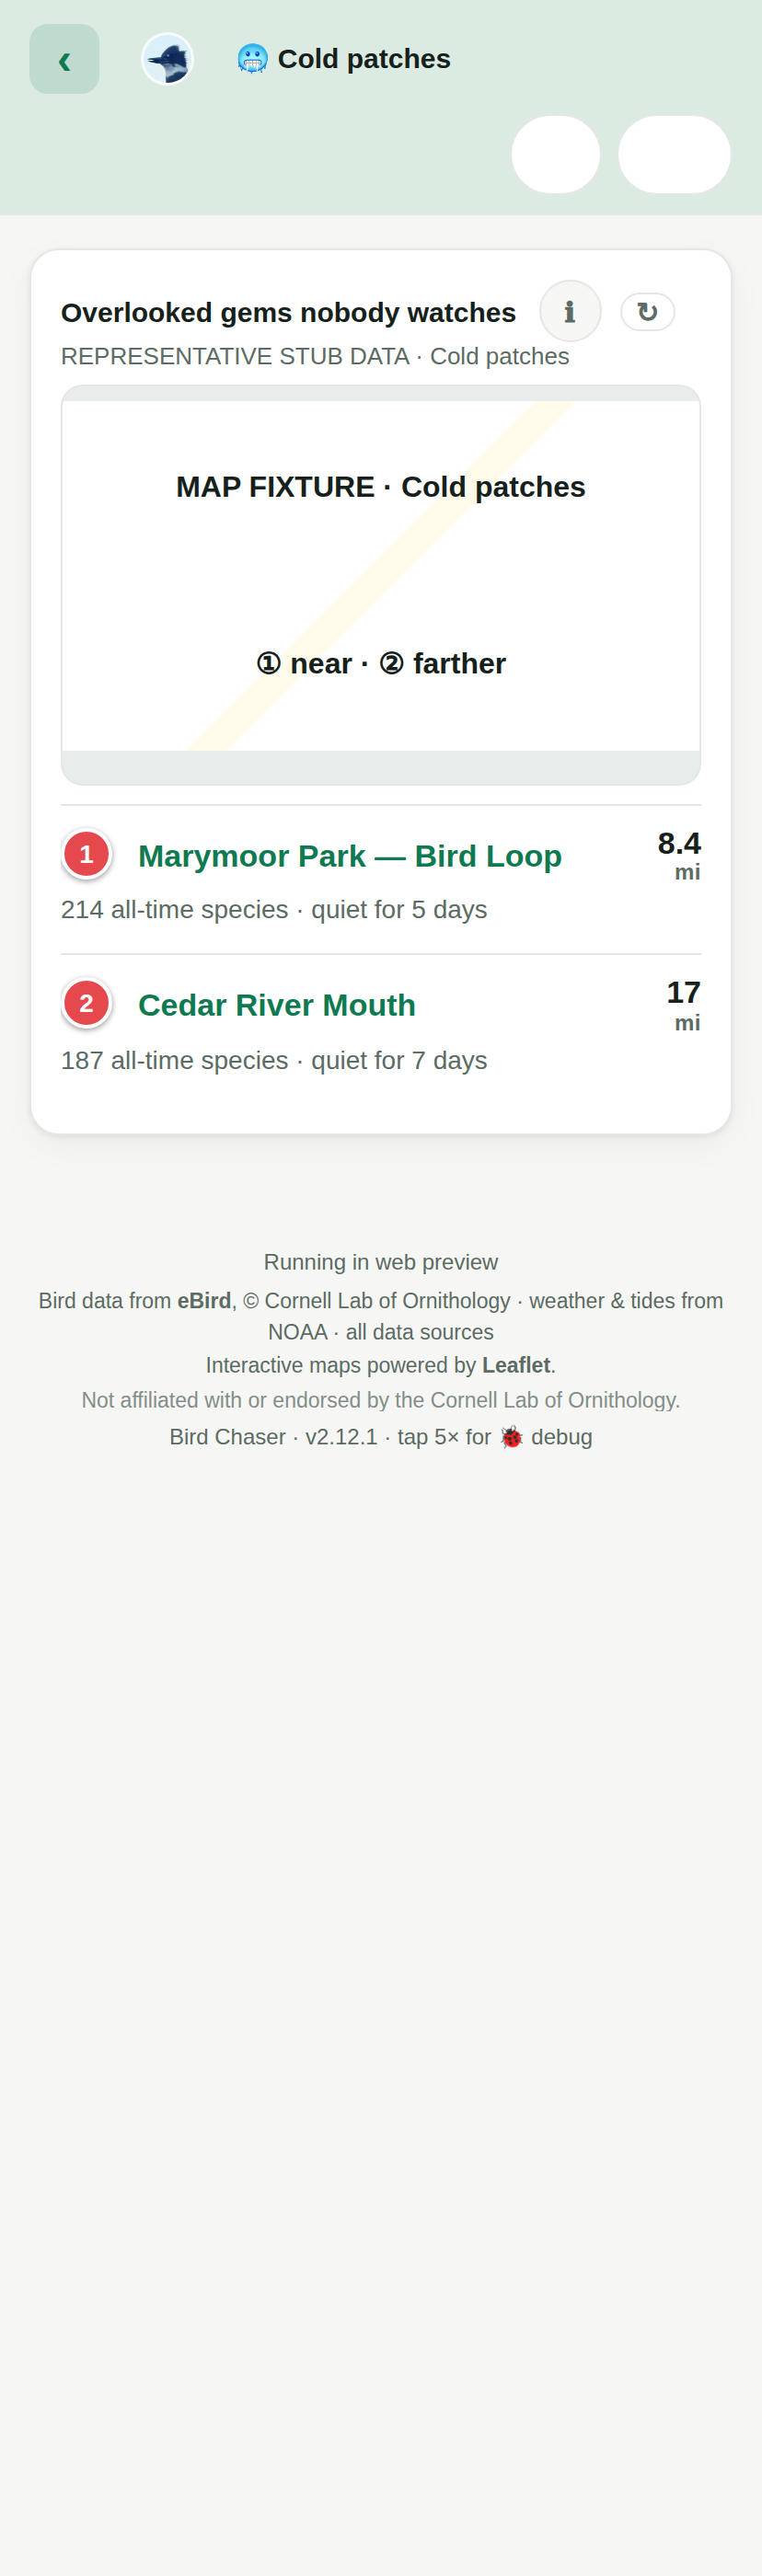 ‹ 🥶 Cold patches
Overlooked gems nobody watches ℹ ↻
REPRESENTATIVE STUB DATA · Cold patches
MAP FIXTURE · Cold patches
① near · ② farther
1 Marymoor Park — Bird Loop 8.4 mi
214 all-time species · quiet for 5 days
2 Cedar River Mouth 17 mi
187 all-time species · quiet for 7 days
Running in web preview
Bird data from eBird, © Cornell Lab of Ornithology · weather & tides from
NOAA · all data sources
Interactive maps powered by Leaflet.
Not affiliated with or endorsed by the Cornell Lab of Ornithology.
Bird Chaser · v2.12.1 · tap 5× for 🐞 debug